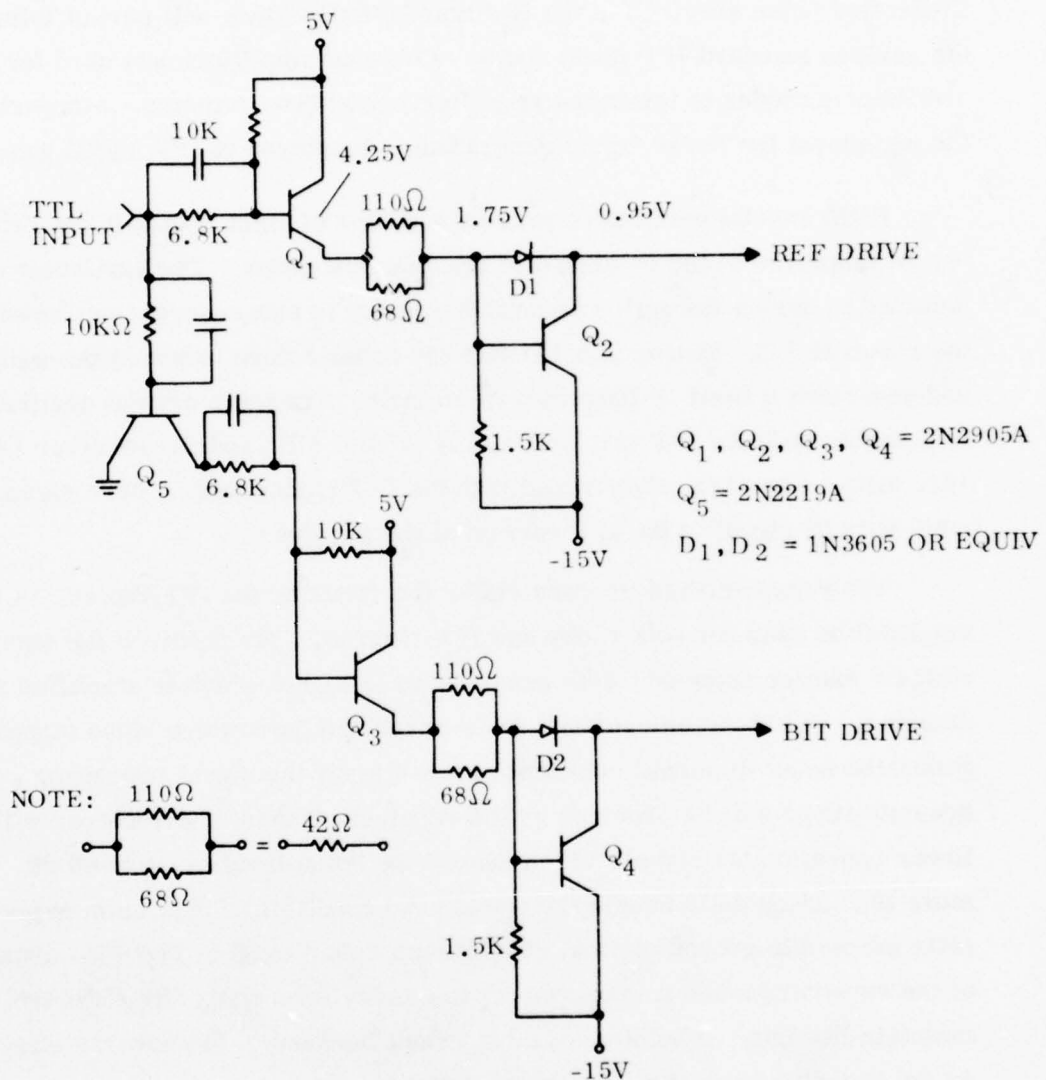 5V
10K
4.25V
TTL
INPUT
6.8K
Q1
110Ω
68Ω
1.75V
0.95V
D1
REF DRIVE
Q2
10KΩ
1.5K
Q5
6.8K
-15V
Q1, Q2, Q3, Q4 = 2N2905A
Q5 = 2N2219A
D1, D2 = 1N3605 OR EQUIV
5V
10K
Q3
110Ω
68Ω
D2
BIT DRIVE
Q4
1.5K
-15V
NOTE:
110Ω
68Ω
=
42Ω